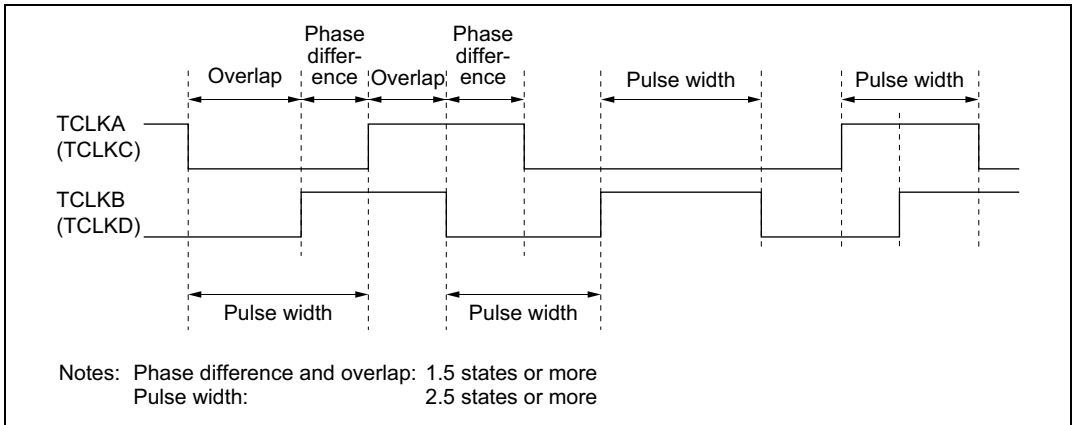 Phase
differ-
ence
Phase
differ-
ence
Overlap
Overlap
Pulse width
Pulse width
TCLKA
(TCLKC)
TCLKB
(TCLKD)
Pulse width
Pulse width
Notes: Phase difference and overlap: 1.5 states or more
Pulse width: 2.5 states or more